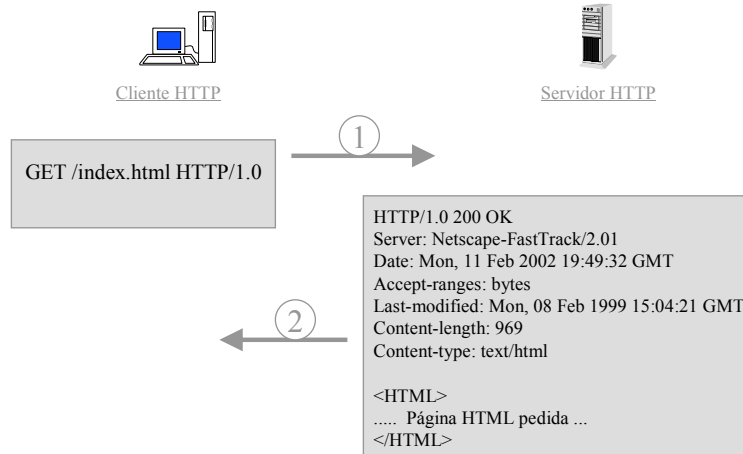 Cliente HTTP
Servidor HTTP
1
GET /index.html HTTP/1.0
HTTP/1.0 200 OK
Server: Netscape-FastTrack/2.01
Date: Mon, 11 Feb 2002 19:49:32 GMT
Accept-ranges: bytes
Last-modified: Mon, 08 Feb 1999 15:04:21 GMT
Content-length: 969
Content-type: text/html
2
<HTML>
..... Página HTML pedida ...
</HTML>